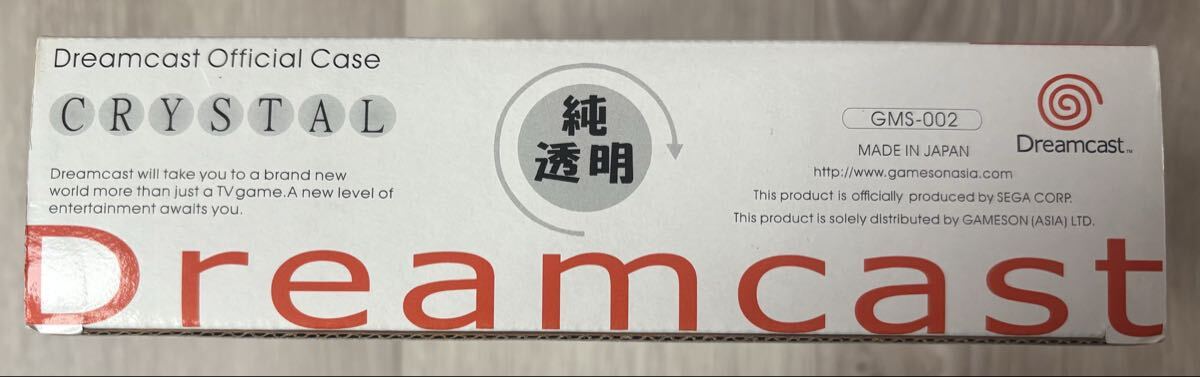 Dreamcast Official Case
CRYSTAL
Dreamcast will take you to a brand new
world more than just a TV game. A new level of
entertainment awaits you.
純
透明
GMS-002
MADE IN JAPAN
http://www.gamesonasia.com
This product is officially produced by SEGA CORP.
This product is solely distributed by GAMESON (ASIA) LTD.
Dreamcast™
Dreamcast